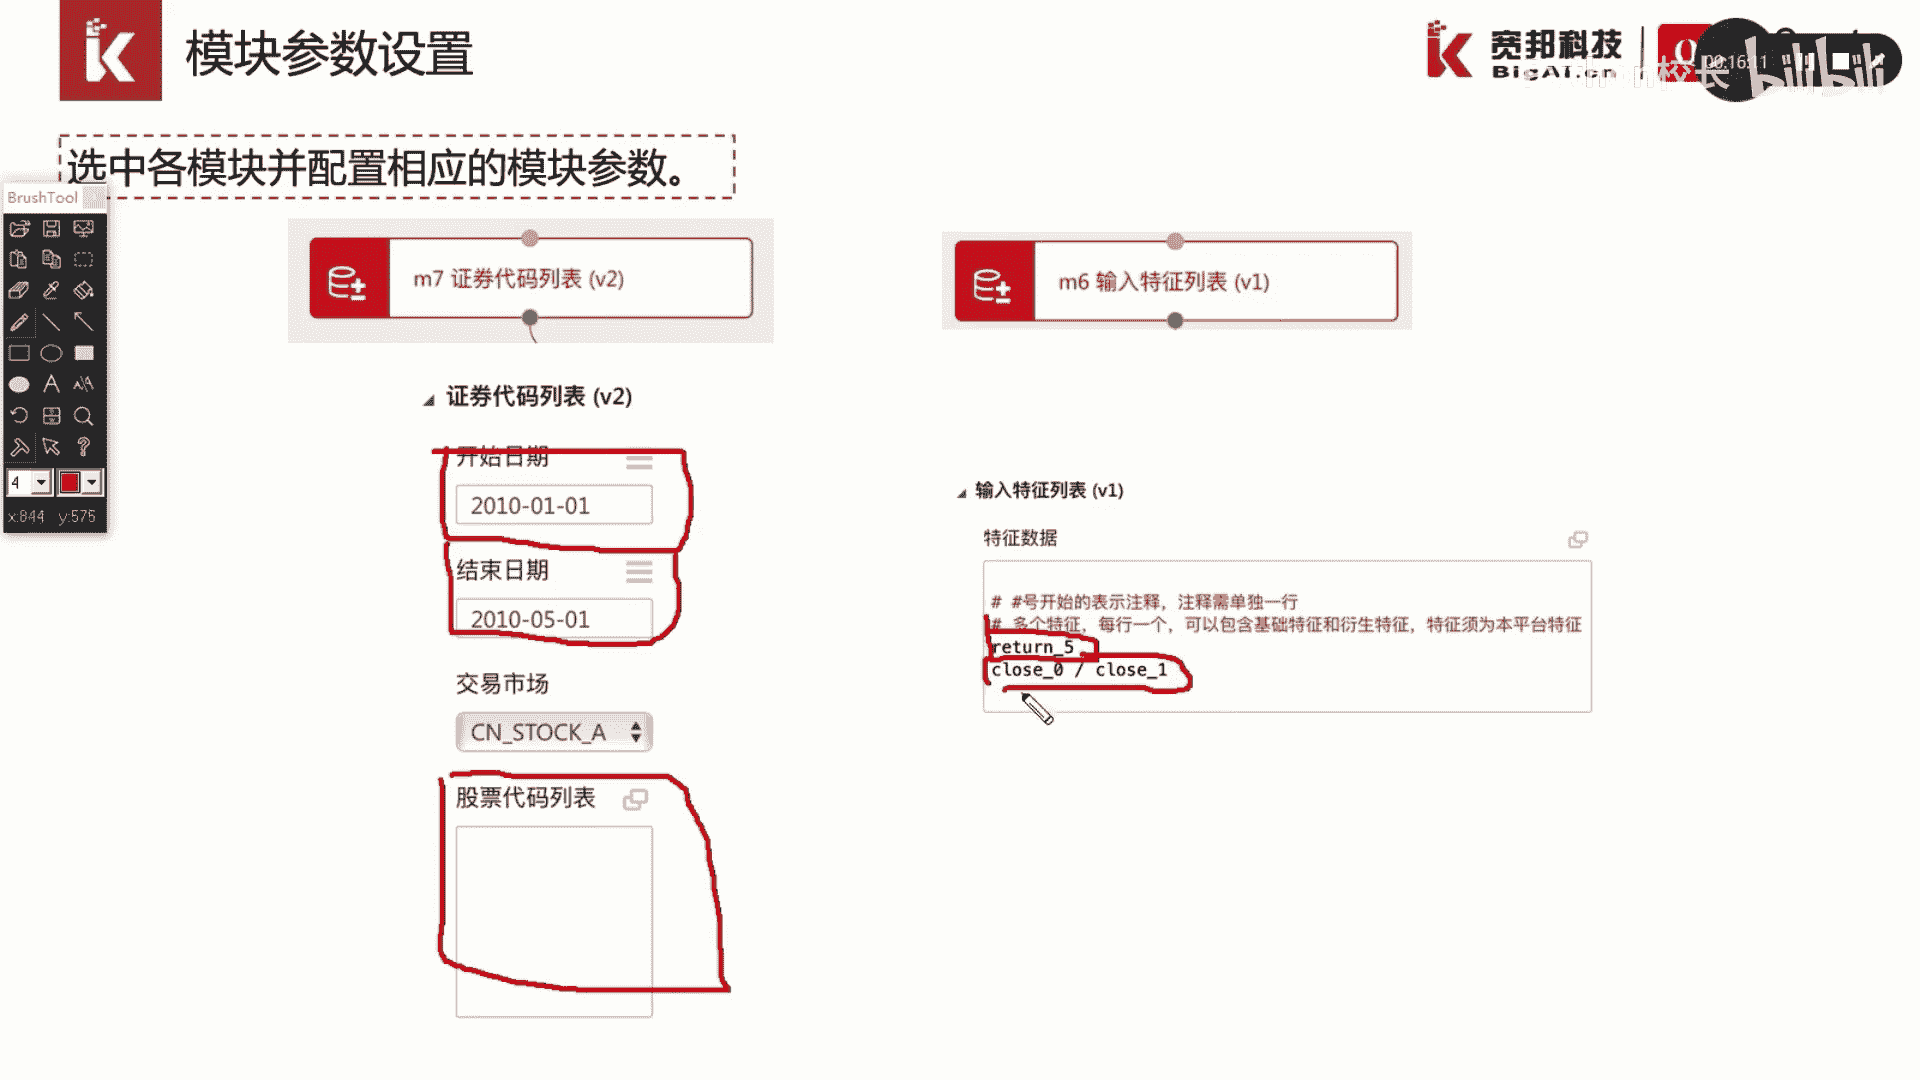 模块参数设置
宽邦科技
BigAI.cn
00:16:11
bilibili
选中各模块并配置相应的模块参数。
BrushTool
m7 证券代码列表 (v2)
m6 输入特征列表 (v1)
证券代码列表 (v2)
开始日期
2010-01-01
结束日期
2010-05-01
交易市场
CN_STOCK_A
股票代码列表
4
x:844 y:575
输入特征列表 (v1)
特征数据
# #号开始的表示注释，注释需单独一行
# 多个特征，每行一个，可以包含基础特征和衍生特征，特征须为本平台特征
return_5
close_0 / close_1